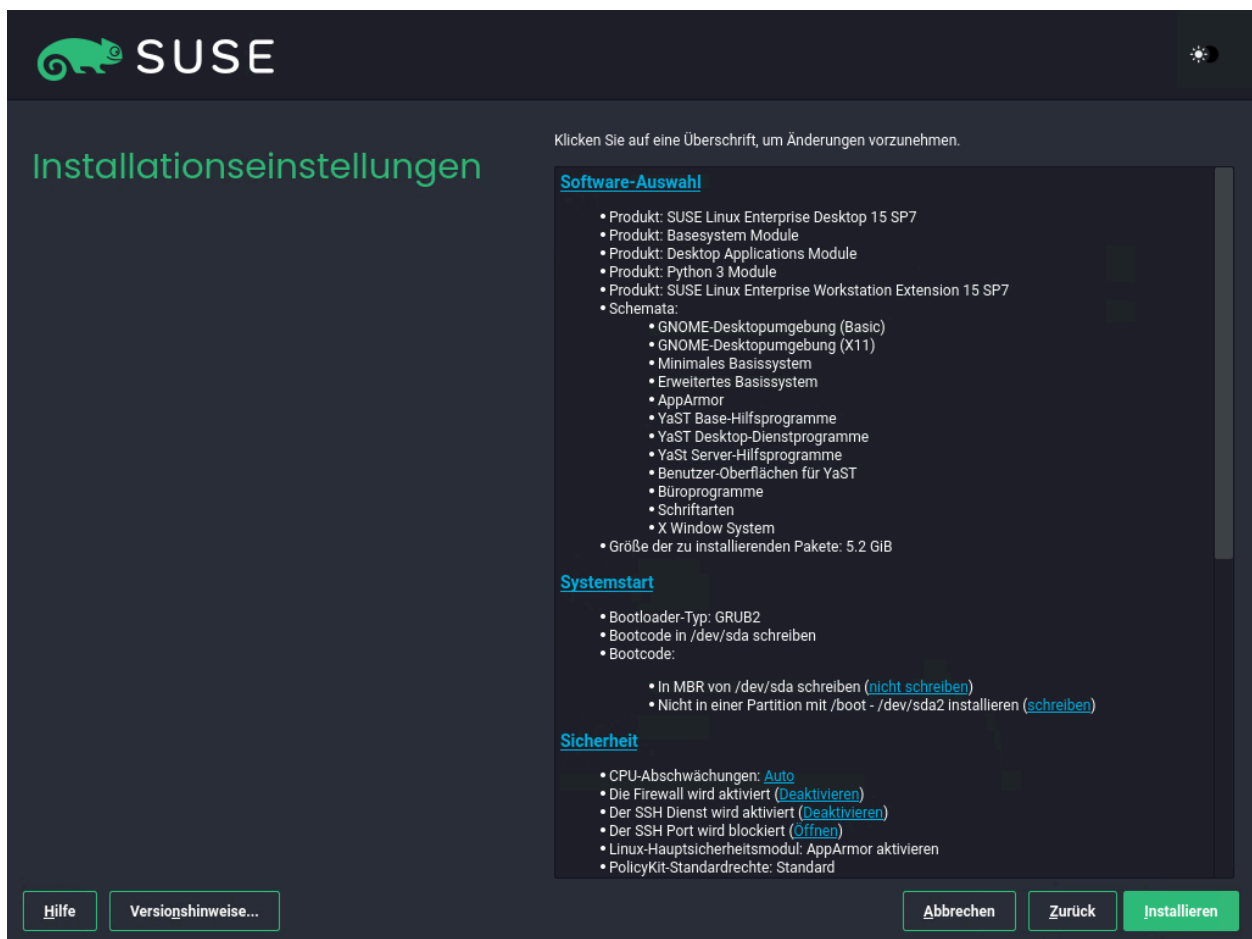 SUSE
Installationseinstellungen
Klicken Sie auf eine Überschrift, um Änderungen vorzunehmen.
Software-Auswahl
• Produkt: SUSE Linux Enterprise Desktop 15 SP7
• Produkt: Basesystem Module
• Produkt: Desktop Applications Module
• Produkt: Python 3 Module
• Produkt: SUSE Linux Enterprise Workstation Extension 15 SP7
• Schemata:
• GNOME-Desktopumgebung (Basic)
• GNOME-Desktopumgebung (X11)
• Minimales Basissystem
• Erweitertes Basissystem
• AppArmor
• YaST Base-Hilfsprogramme
• YaST Desktop-Dienstprogramme
• YaSt Server-Hilfsprogramme
• Benutzer-Oberflächen für YaST
• Büroprogramme
• Schriftarten
• X Window System
• Größe der zu installierenden Pakete: 5.2 GiB
Systemstart
• Bootloader-Typ: GRUB2
• Bootcode in /dev/sda schreiben
• Bootcode:
• In MBR von /dev/sda schreiben (nicht schreiben)
• Nicht in einer Partition mit /boot - /dev/sda2 installieren (schreiben)
Sicherheit
• CPU-Abschwächungen: Auto
• Die Firewall wird aktiviert (Deaktivieren)
• Der SSH Dienst wird aktiviert (Deaktivieren)
• Der SSH Port wird blockiert (Öffnen)
• Linux-Hauptsicherheitsmodul: AppArmor aktivieren
• PolicyKit-Standardrechte: Standard
Hilfe Versionshinweise... Abbrechen Zurück Installieren